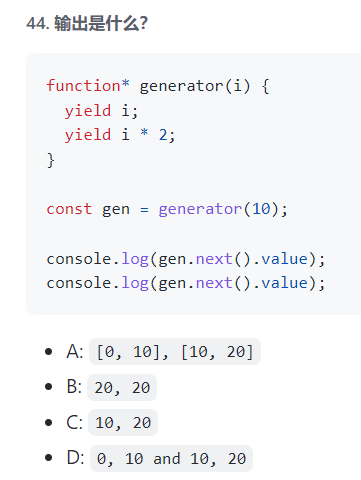 44. 输出是什么?
function* generator(i) {
  yield i;
  yield i * 2;
}
const gen = generator(10);
console.log(gen.next().value);
console.log(gen.next().value);
• A: [0, 10], [10, 20]
• B: 20, 20
• C: 10, 20
• D: 0, 10 and 10, 20